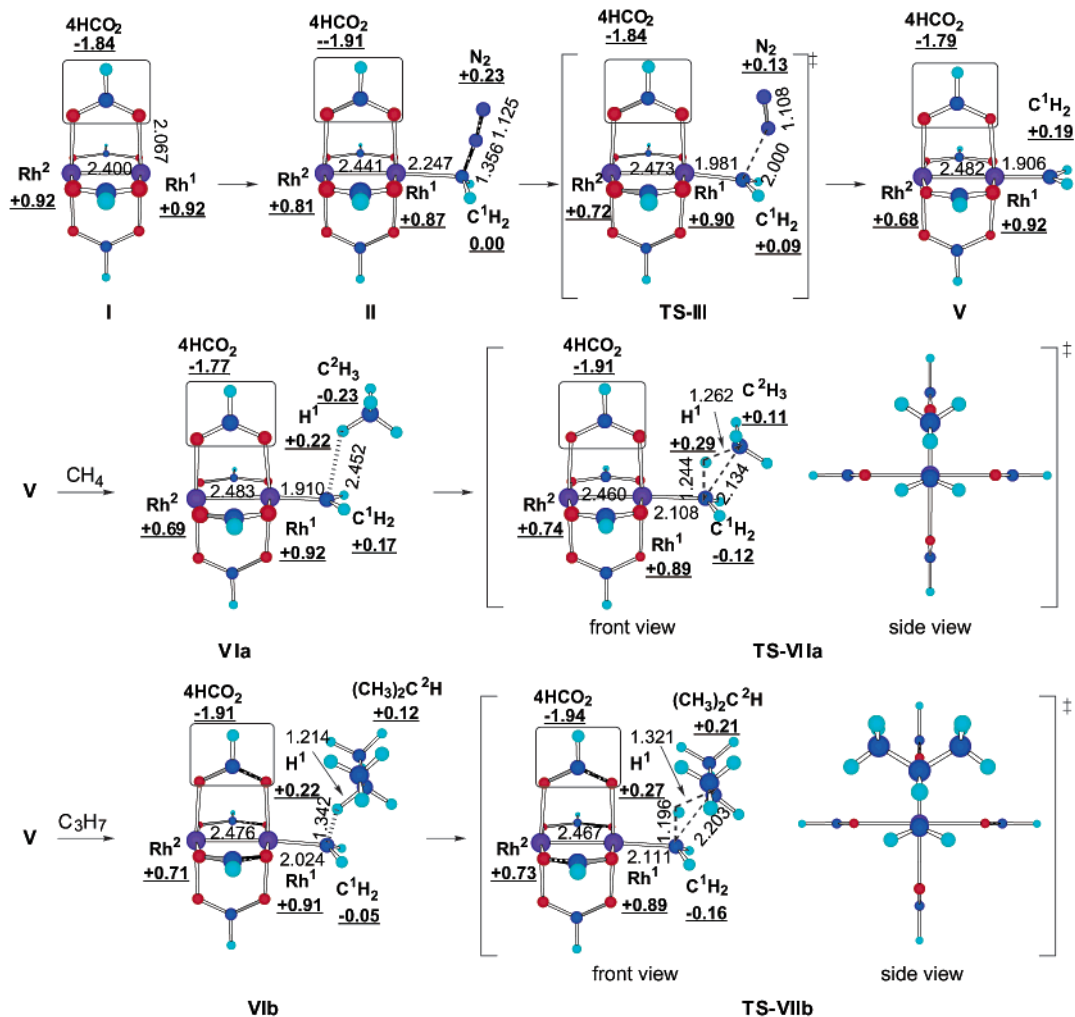 4HCO₂
-1.84
2.067
2.400
Rh²
+0.92
Rh¹
+0.92
I
4HCO₂
--1.91
N₂
+0.23
1.125
1.356
2.441
2.247
Rh²
+0.81
Rh¹
+0.87
C¹H₂
0.00
II
4HCO₂
-1.84
N₂
+0.13
1.108
2.000
2.473
1.981
Rh²
+0.72
Rh¹
+0.90
C¹H₂
+0.09
‡
TS-III
4HCO₂
-1.79
C¹H₂
+0.19
2.482
1.906
Rh²
+0.68
Rh¹
+0.92
V
V
CH₄
4HCO₂
-1.77
C²H₃
-0.23
H¹
+0.22
2.452
2.483
1.910
Rh²
+0.69
Rh¹
+0.92
C¹H₂
+0.17
VIa
4HCO₂
-1.91
1.262
C²H₃
+0.11
H¹
+0.29
1.244
2.134
2.460
2.108
Rh²
+0.74
Rh¹
+0.89
C¹H₂
-0.12
‡
front view
side view
TS-VIIa
V
C₃H₇
4HCO₂
-1.91
(CH₃)₂C²H
+0.12
1.214
H¹
+0.22
1.342
2.476
2.024
Rh²
+0.71
Rh¹
+0.91
C¹H₂
-0.05
VIb
4HCO₂
-1.94
(CH₃)₂C²H
+0.21
1.321
H¹
+0.27
1.196
2.203
2.467
2.111
Rh²
+0.73
Rh¹
+0.89
C¹H₂
-0.16
‡
front view
side view
TS-VIIb